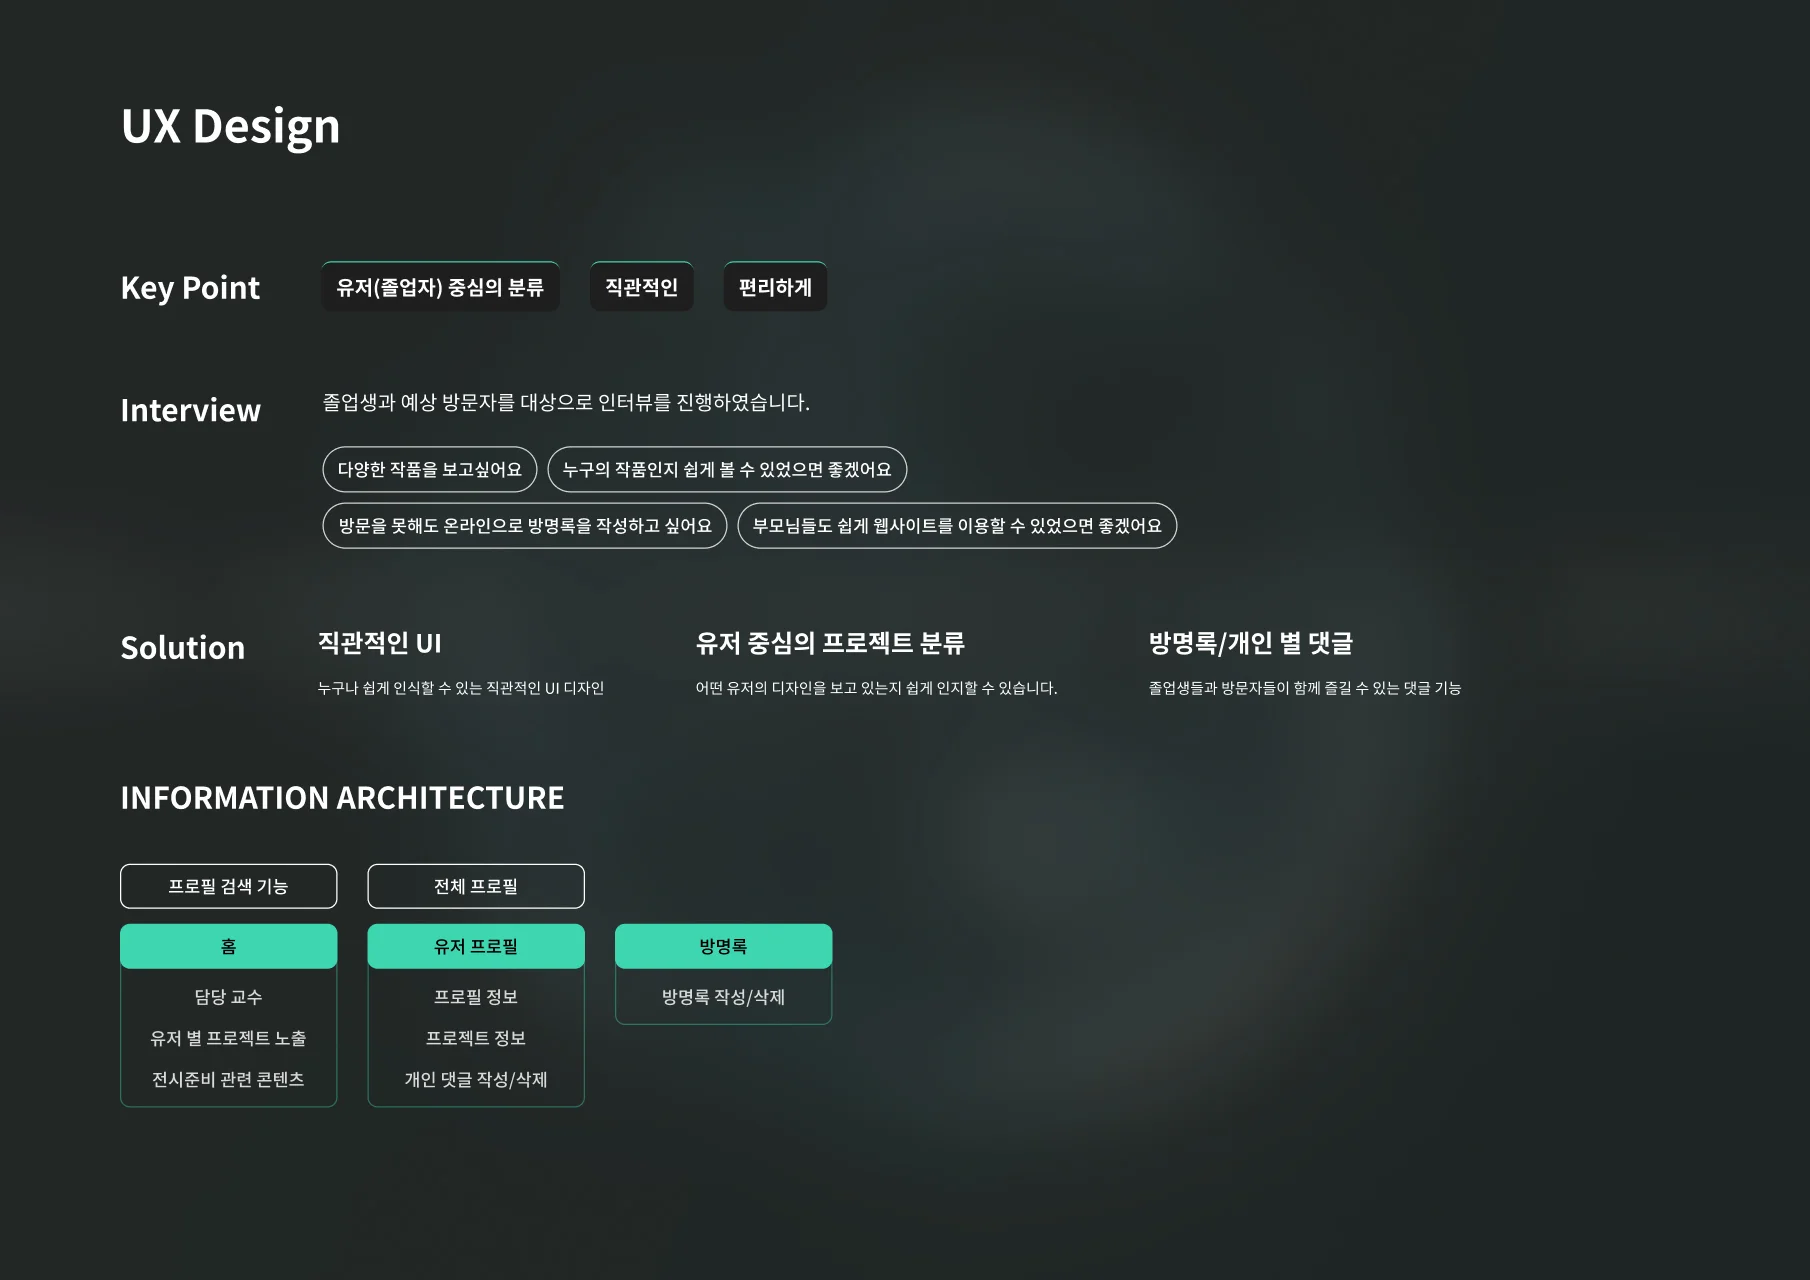 UX Design
Key Point
유저(졸업자) 중심의 분류
직관적인
편리하게
Interview
졸업생과 예상 방문자를 대상으로 인터뷰를 진행하였습니다.
다양한 작품을 보고싶어요
누구의 작품인지 쉽게 볼 수 있었으면 좋겠어요
방문을 못해도 온라인으로 방명록을 작성하고 싶어요
부모님들도 쉽게 웹사이트를 이용할 수 있었으면 좋겠어요
Solution
직관적인 UI
누구나 쉽게 인식할 수 있는 직관적인 UI 디자인
유저 중심의 프로젝트 분류
어떤 유저의 디자인을 보고 있는지 쉽게 인지할 수 있습니다.
방명록/개인 별 댓글
졸업생들과 방문자들이 함께 즐길 수 있는 댓글 기능
INFORMATION ARCHITECTURE
프로필 검색 기능
홈
담당 교수
유저 별 프로젝트 노출
전시준비 관련 콘텐츠
전체 프로필
유저 프로필
프로필 정보
프로젝트 정보
개인 댓글 작성/삭제
방명록
방명록 작성/삭제